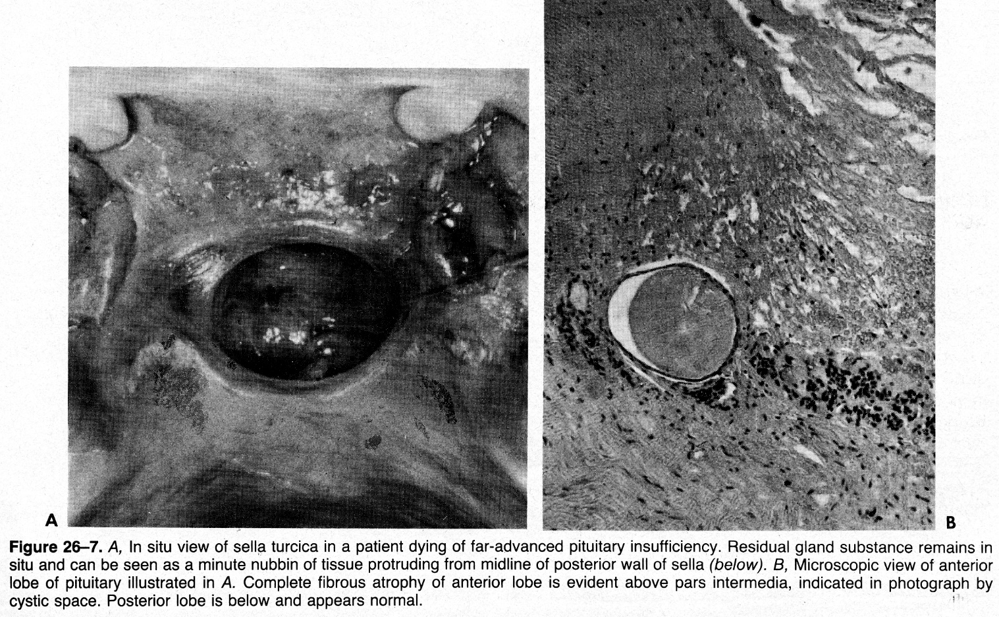 A
B
Figure 26–7. A, In situ view of sella turcica in a patient dying of far-advanced pituitary insufficiency. Residual gland substance remains in
situ and can be seen as a minute nubbin of tissue protruding from midline of posterior wall of sella (below). B, Microscopic view of anterior
lobe of pituitary illustrated in A. Complete fibrous atrophy of anterior lobe is evident above pars intermedia, indicated in photograph by
cystic space. Posterior lobe is below and appears normal.